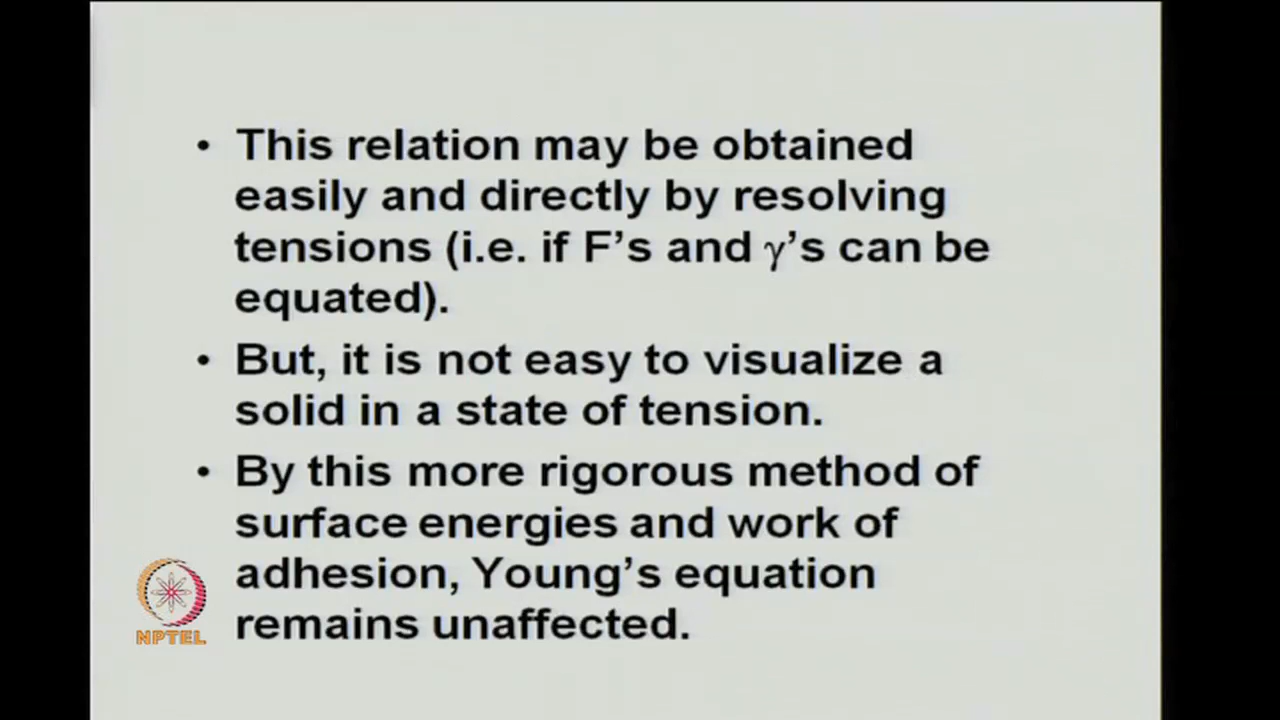 • This relation may be obtained
easily and directly by resolving
tensions (i.e. if F’s and γ’s can be
equated).
• But, it is not easy to visualize a
solid in a state of tension.
• By this more rigorous method of
surface energies and work of
adhesion, Young’s equation
remains unaffected.
NPTEL